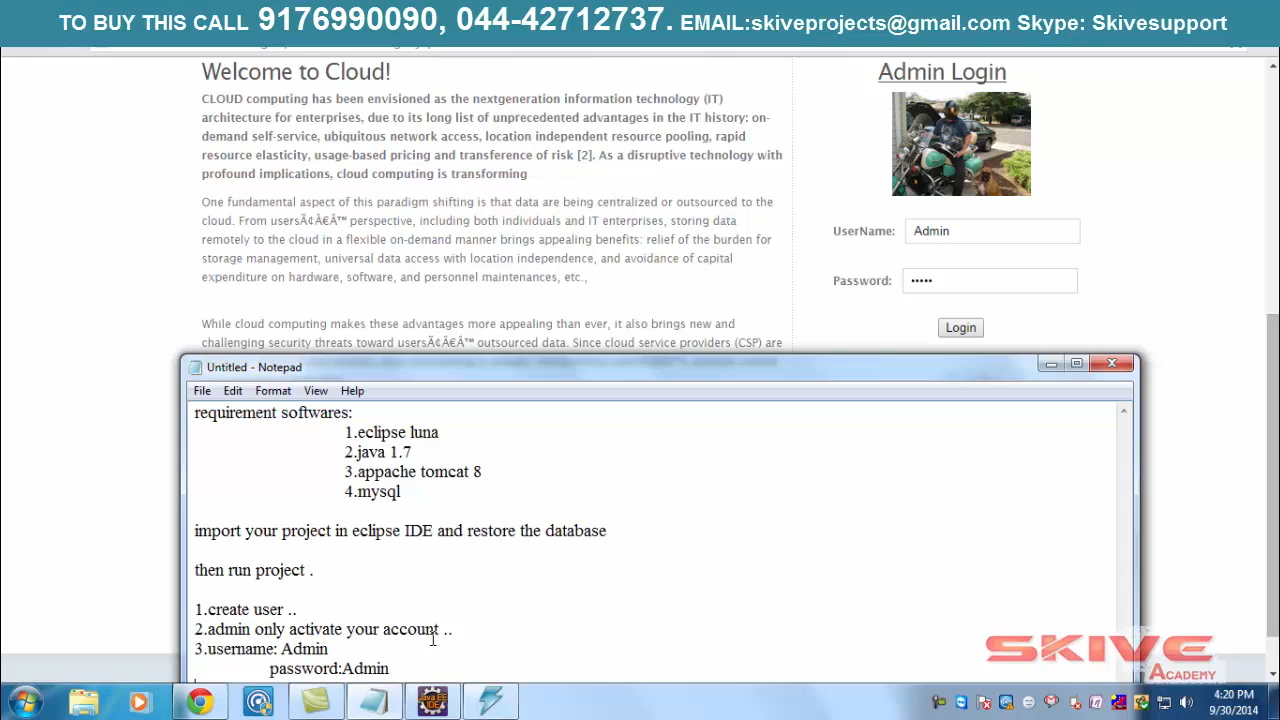 TO BUY THIS CALL 9176990090, 044-42712737. EMAIL:skiveprojects@gmail.com Skype: Skivesupport
Welcome to Cloud!
CLOUD computing has been envisioned as the nextgeneration information technology (IT)
architecture for enterprises, due to its long list of unprecedented advantages in the IT history: on-
demand self-service, ubiquitous network access, location independent resource pooling, rapid
resource elasticity, usage-based pricing and transference of risk [2]. As a disruptive technology with
profound implications, cloud computing is transforming
One fundamental aspect of this paradigm shifting is that data are being centralized or outsourced to the
cloud. From usersÃ¢Â€Â™ perspective, including both individuals and IT enterprises, storing data
remotely to the cloud in a flexible on-demand manner brings appealing benefits: relief of the burden for
storage management, universal data access with location independence, and avoidance of capital
expenditure on hardware, software, and personnel maintenances, etc.,
While cloud computing makes these advantages more appealing than ever, it also brings new and
challenging security threats toward usersÃ¢Â€Â™ outsourced data. Since cloud service providers (CSP) are
Admin Login
UserName: Admin
Password: •••••
Login
Untitled - Notepad
File Edit Format View Help
requirement softwares:
1.eclipse luna
2.java 1.7
3.appache tomcat 8
4.mysql
import your project in eclipse IDE and restore the database
then run project .
1.create user ..
2.admin only activate your account ..
3.username: Admin
password:Admin
SKIVE
ACADEMY
Java EE
IDE
4:20 PM
9/30/2014